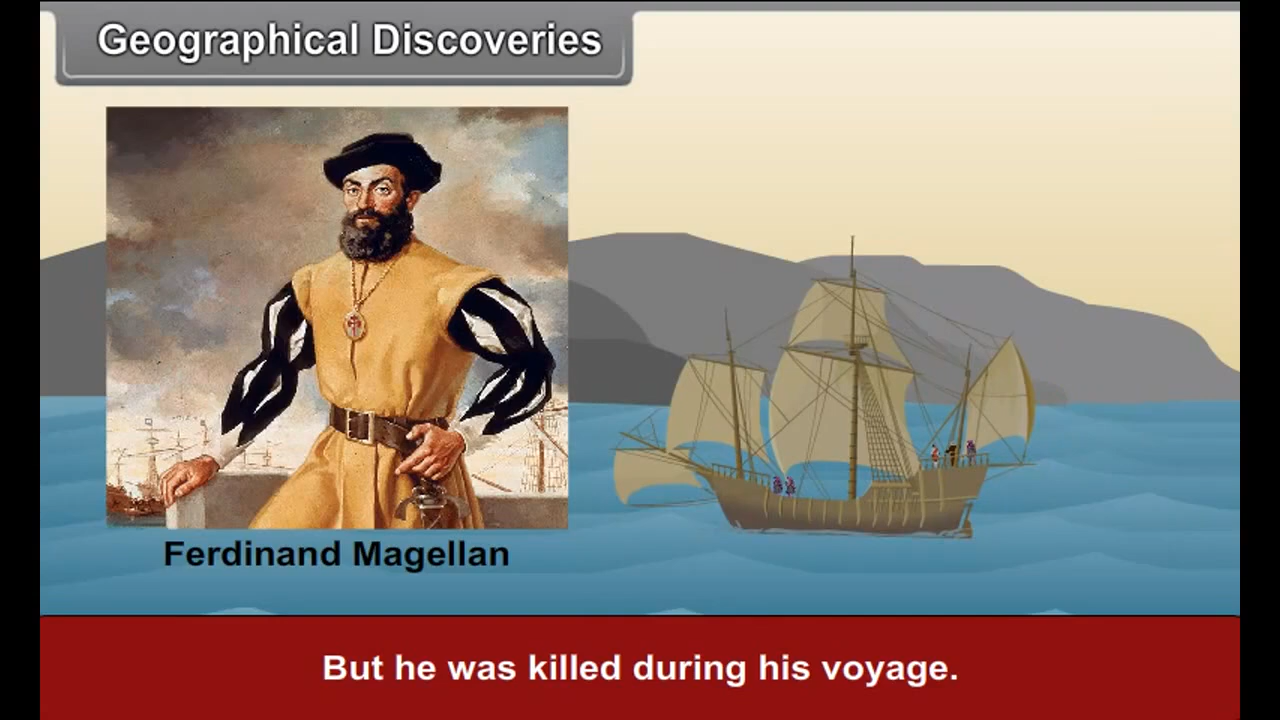 Geographical Discoveries
Ferdinand Magellan
But he was killed during his voyage.